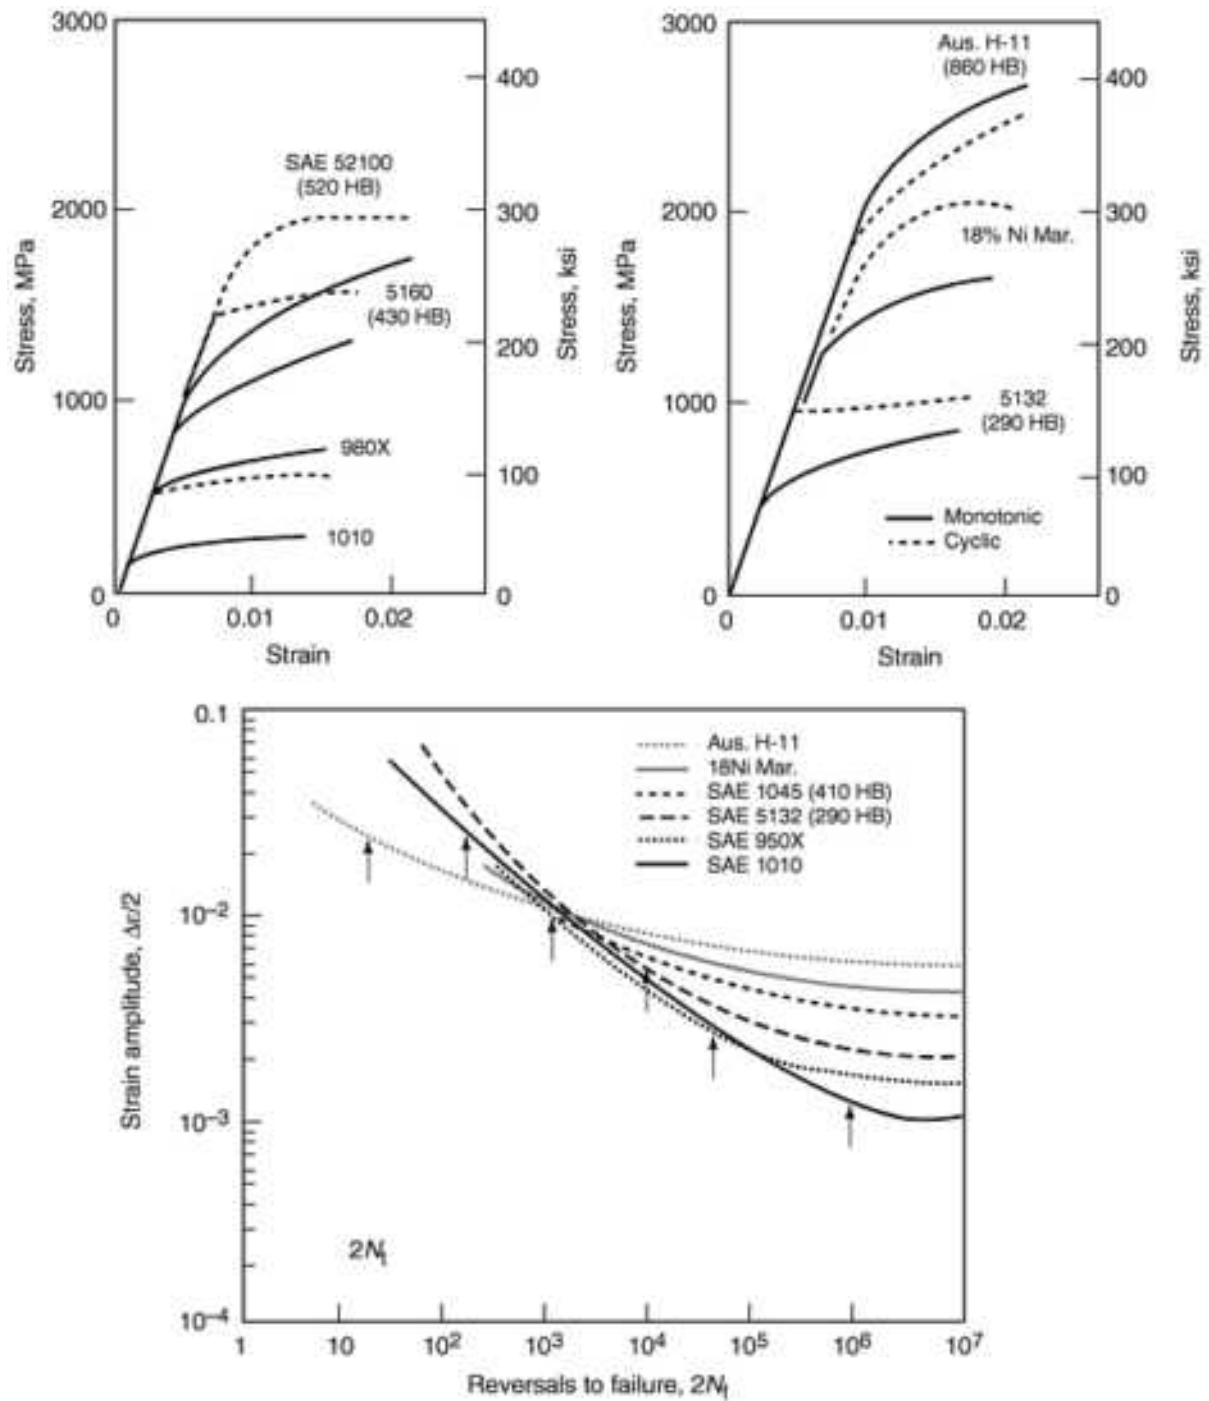 3000
2000
1000
0
Stress, MPa
400
300
200
100
0
Stress, ksi
SAE 52100
(520 HB)
5160
(430 HB)
980X
1010
0
0.01
0.02
Strain
3000
2000
1000
0
Stress, MPa
400
300
200
100
0
Stress, ksi
Aus. H-11
(860 HB)
18% Ni Mar.
5132
(290 HB)
Monotonic
Cyclic
0
0.01
0.02
Strain
0.1
10⁻²
10⁻³
10⁻⁴
Strain amplitude, Δε/2
Aus. H-11
18Ni Mar.
SAE 1045 (410 HB)
SAE 5132 (290 HB)
SAE 950X
SAE 1010
2Nf
1
10
10²
10³
10⁴
10⁵
10⁶
10⁷
Reversals to failure, 2Nf